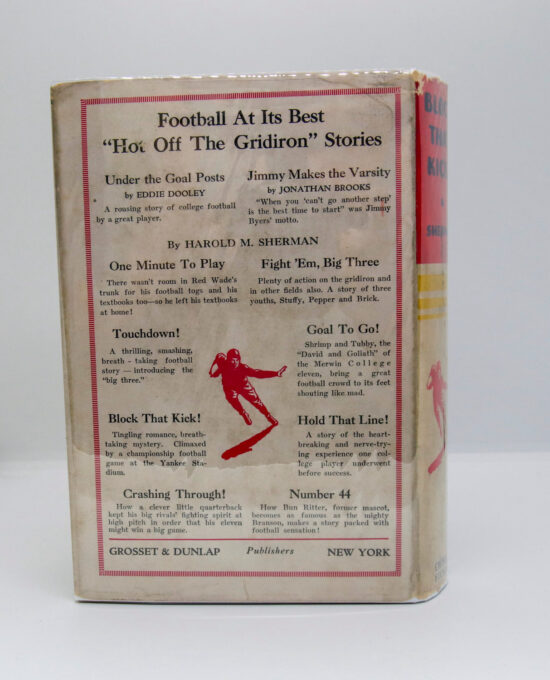 Football At Its Best
"Hot Off The Gridiron" Stories
Under the Goal Posts
by EDDIE DOOLEY
A rousing story of college football
by a great player.
Jimmy Makes the Varsity
by JONATHAN BROOKS
"When you 'can't go another step'
is the best time to start" was Jimmy
Byers' motto.
By HAROLD M. SHERMAN
One Minute To Play
There wasn't room in Red Wade's
trunk for his football togs and his
textbooks too—so he left his textbooks
at home!
Fight 'Em, Big Three
Plenty of action on the gridiron and
in other fields also. A story of three
youths, Stuffy, Pepper and Brick.
Touchdown!
A thrilling, smashing,
breath - taking football
story — introducing the
"big three."
Goal To Go!
Shrimp and Tubby, the
"David and Goliath" of
the Merwin College
eleven, bring a great
football crowd to its feet
shouting like mad.
Block That Kick!
Tingling romance, breath-
taking mystery. Climaxed
by a championship football
game at the Yankee Sta-
dium.
Hold That Line!
A story of the heart-
breaking and nerve-try-
ing experience one col-
lege player underwent
before success.
Crashing Through!
How a clever little quarterback
kept his big rivals' fighting spirit at
high pitch in order that his eleven
might win a big game.
Number 44
How Bun Ritter, former mascot,
becomes as famous as the mighty
Branson, makes a story packed with
football sensation!
GROSSET & DUNLAP Publishers NEW YORK